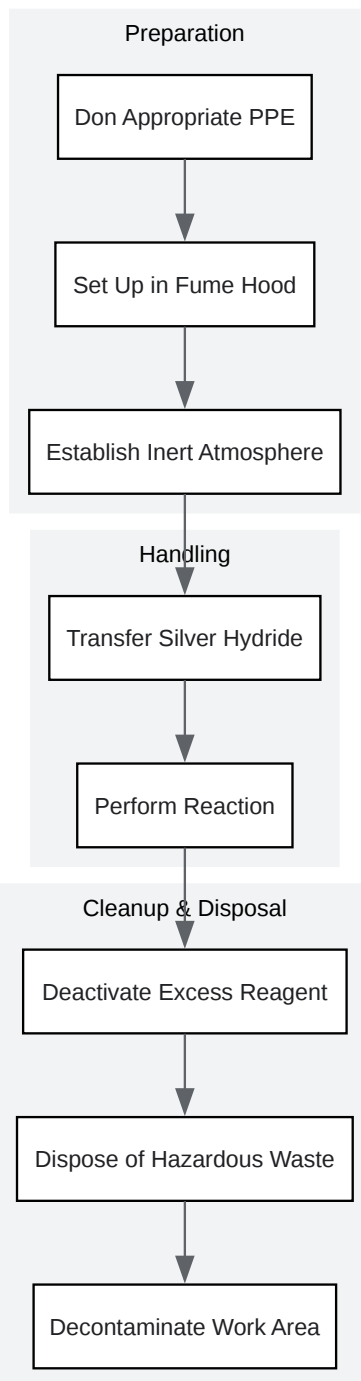 Preparation
Don Appropriate PPE
Set Up in Fume Hood
Establish Inert Atmosphere
Handling
Transfer Silver Hydride
Perform Reaction
Cleanup & Disposal
Deactivate Excess Reagent
Dispose of Hazardous Waste
Decontaminate Work Area